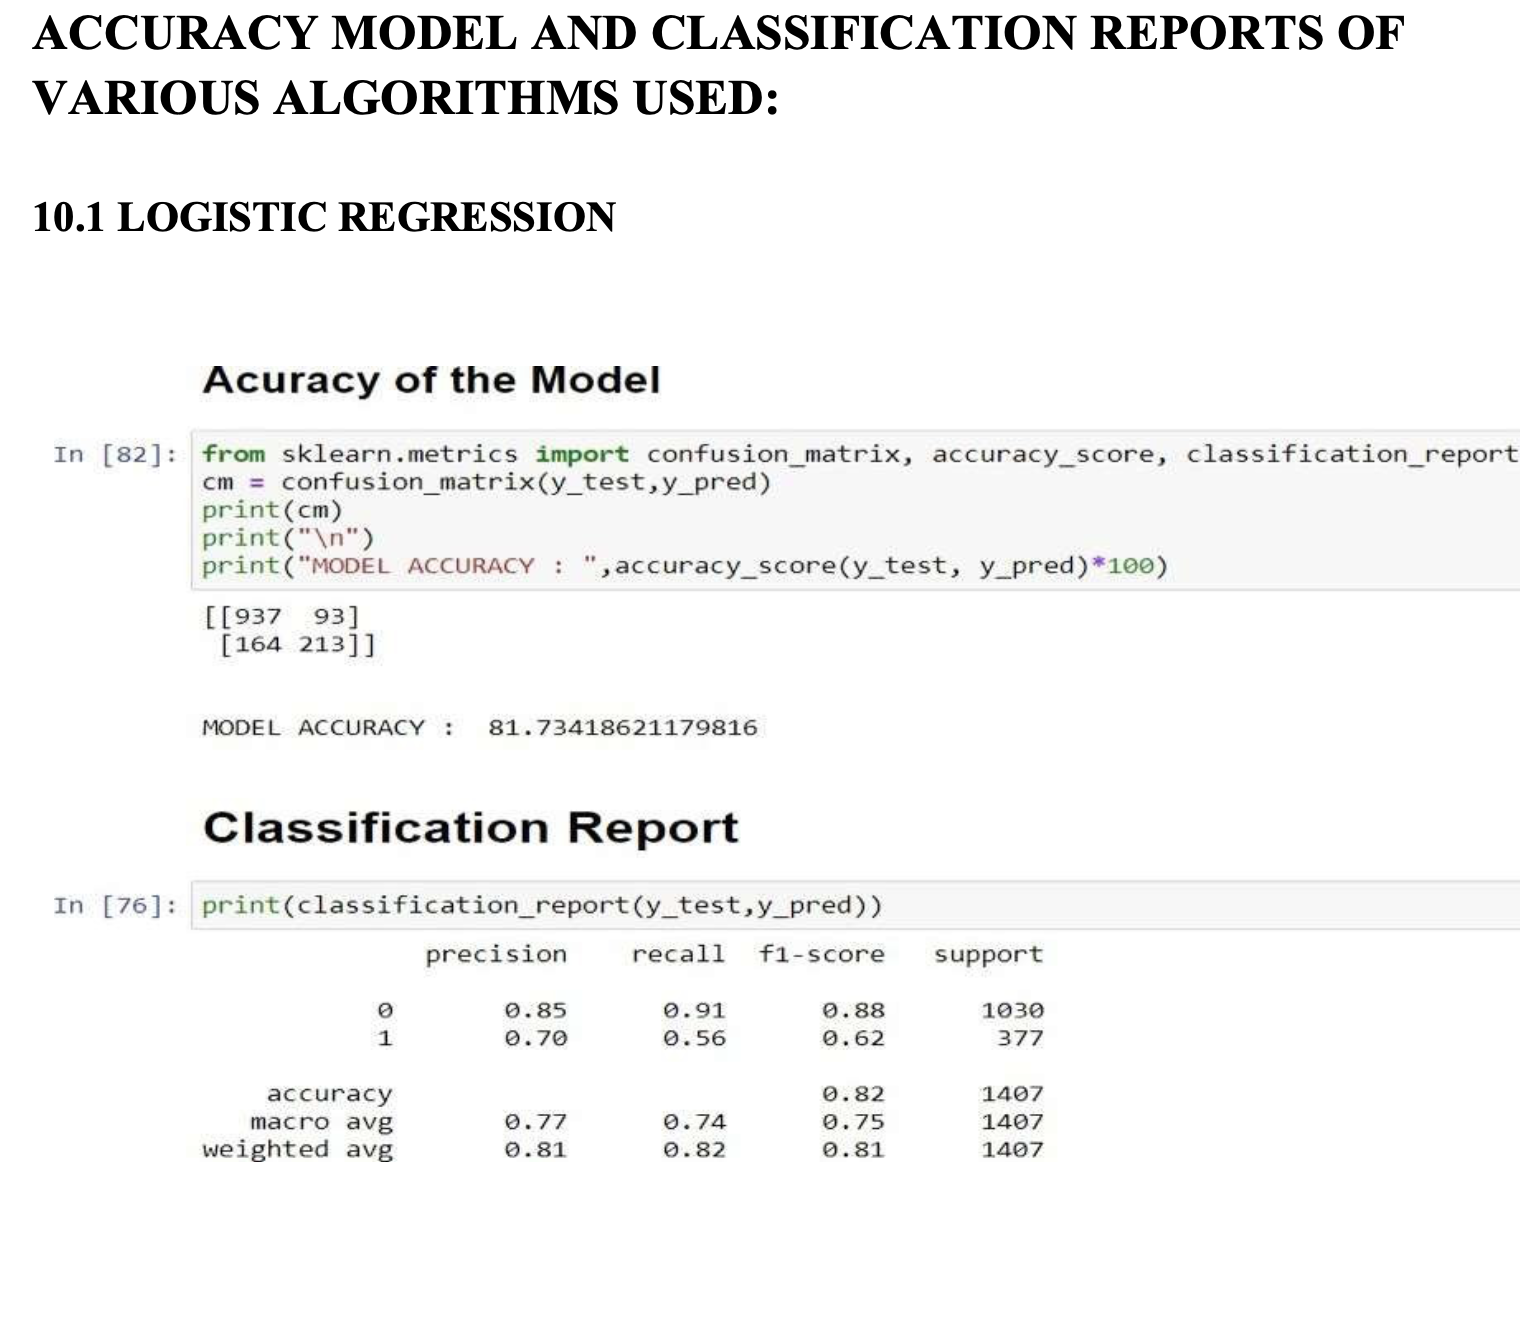 ACCURACY MODEL AND CLASSIFICATION REPORTS OF
VARIOUS ALGORITHMS USED:
10.1 LOGISTIC REGRESSION
Acuracy of the Model
In [82]: from sklearn.metrics import confusion_matrix, accuracy_score, classification_report
cm = confusion_matrix(y_test,y_pred)
print(cm)
print("\n")
print("MODEL ACCURACY : ",accuracy_score(y_test, y_pred)*100)
[[937  93]
[164 213]]
MODEL ACCURACY :  81.73418621179816
Classification Report
In [76]: print(classification_report(y_test,y_pred))
precision recall f1-score support
0 0.85 0.91 0.88 1030
1 0.70 0.56 0.62 377
accuracy 0.82 1407
macro avg 0.77 0.74 0.75 1407
weighted avg 0.81 0.82 0.81 1407